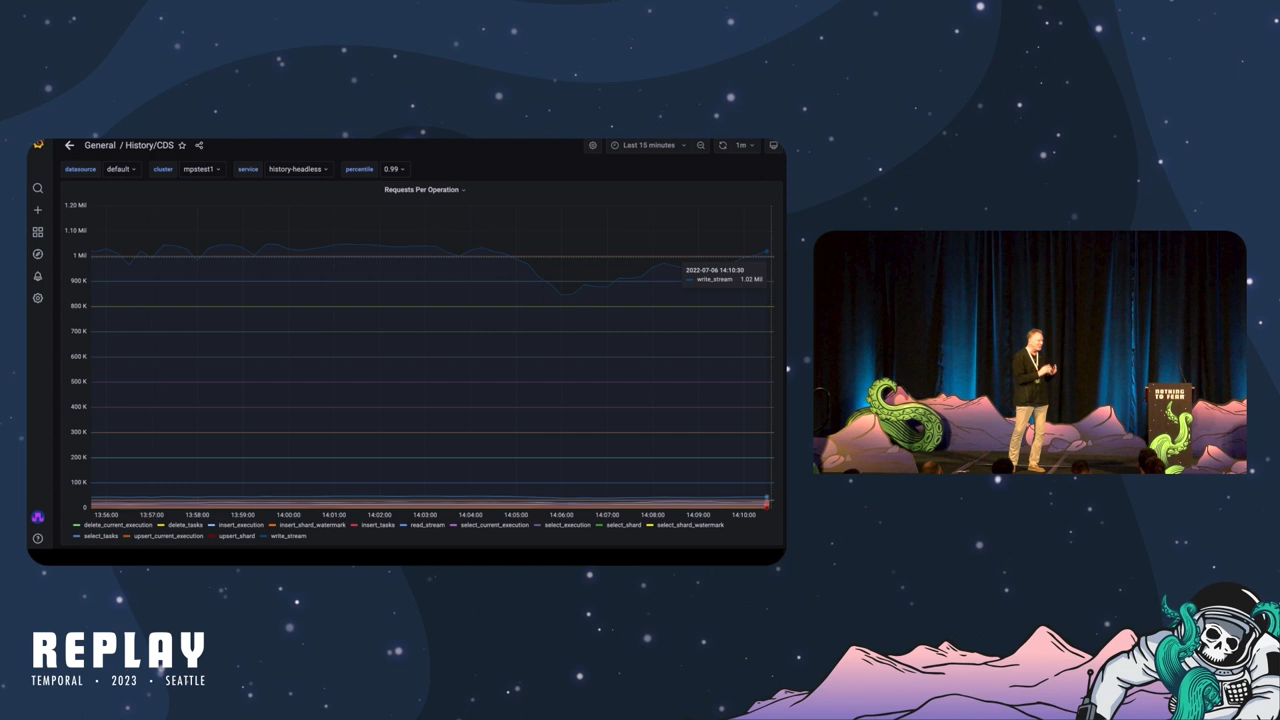 General / History/CDS
Last 15 minutes
1m
datasource default cluster mpstest1 service history-headless percentile 0.99
Requests Per Operation
1.20 Mil
1.10 Mil
1 Mil
900 K
800 K
700 K
600 K
500 K
400 K
300 K
200 K
100 K
0
2022-07-06 14:10:30
write_stream 1.02 Mil
13:56:00 13:57:00 13:58:00 13:59:00 14:00:00 14:01:00 14:02:00 14:03:00 14:04:00 14:05:00 14:06:00 14:07:00 14:08:00 14:09:00 14:10:00
delete_current_execution delete_tasks insert_execution insert_shard_watermark insert_tasks read_stream select_current_execution select_execution select_shard select_shard_watermark
select_tasks upsert_current_execution upsert_shard write_stream
NOTHING
TO FEAR
REPLAY
TEMPORAL • 2023 • SEATTLE